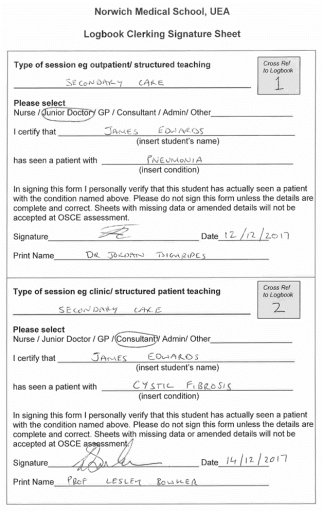 Norwich Medical School, UEA
Logbook Clerking Signature Sheet
Type of session eg outpatient/ structured teaching
Cross Ref
to Logbook
1
SECONDARY CARE
Please select
Nurse / Junior Doctor/ GP / Consultant / Admin/ Other
I certify that JAMES EDWARDS
(insert student's name)
has seen a patient with PNEUMONIA
(insert condition)
In signing this form I personally verify that this student has actually seen a patient
with the condition named above. Please do not sign this form unless the details are
complete and correct. Sheets with missing data or amended details will not be
accepted at OSCE assessment.
Signature Date 12/12/2017
Print Name DR JORDAN
Type of session eg clinic/ structured patient teaching
Cross Ref
to Logbook
2
SECONDARY CARE
Please select
Nurse / Junior Doctor / GP / Consultant/ Admin/ Other
I certify that JAMES EDWARDS
(insert student's name)
has seen a patient with CYSTIC FIBROSIS
(insert condition)
In signing this form I personally verify that this student has actually seen a patient
with the condition named above. Please do not sign this form unless the details are
complete and correct. Sheets with missing data or amended details will not be
accepted at OSCE assessment.
Signature Date 14/12/2017
Print Name PROF LESLEY BOWKER